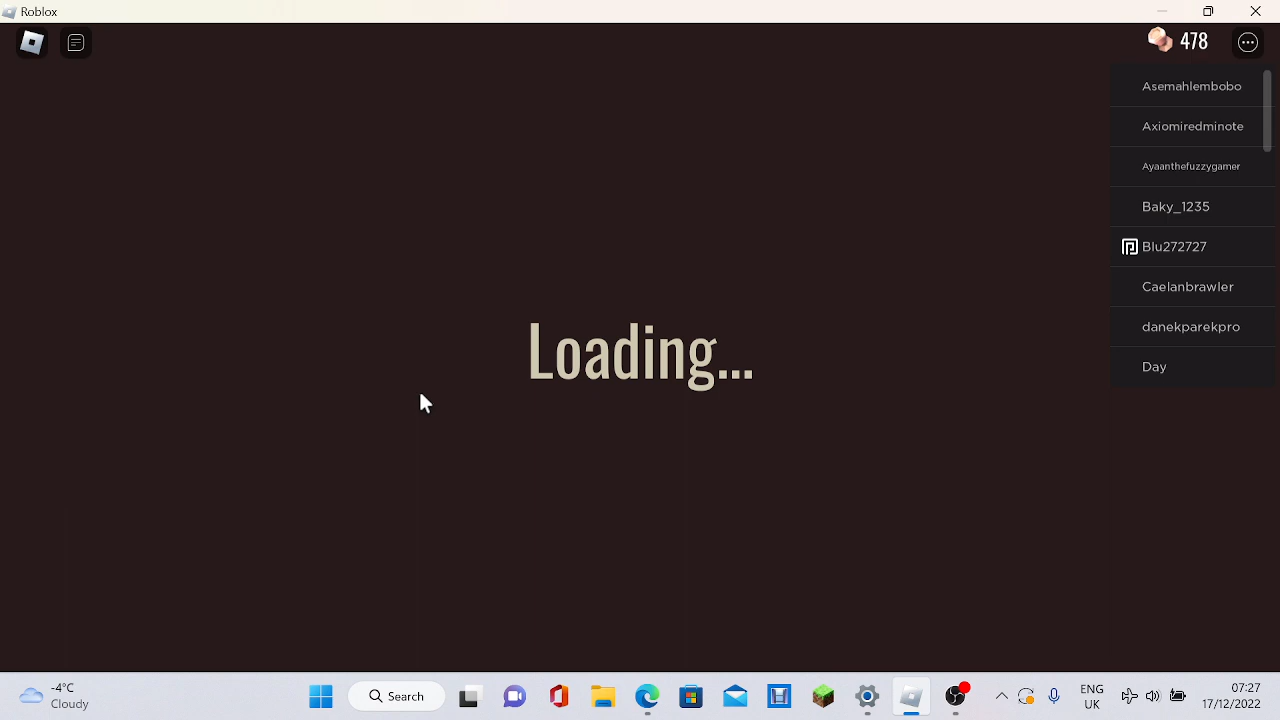 Roblox
478
Asemahlembobo
Axiomiredminote
Ayaanthefuzzygamer
Baky_1235
Blu272727
Caelanbrawler
danekparekpro
Day
Loading...
-4°C
Cloudy
Search
ENG
UK
07:27
17/12/2022